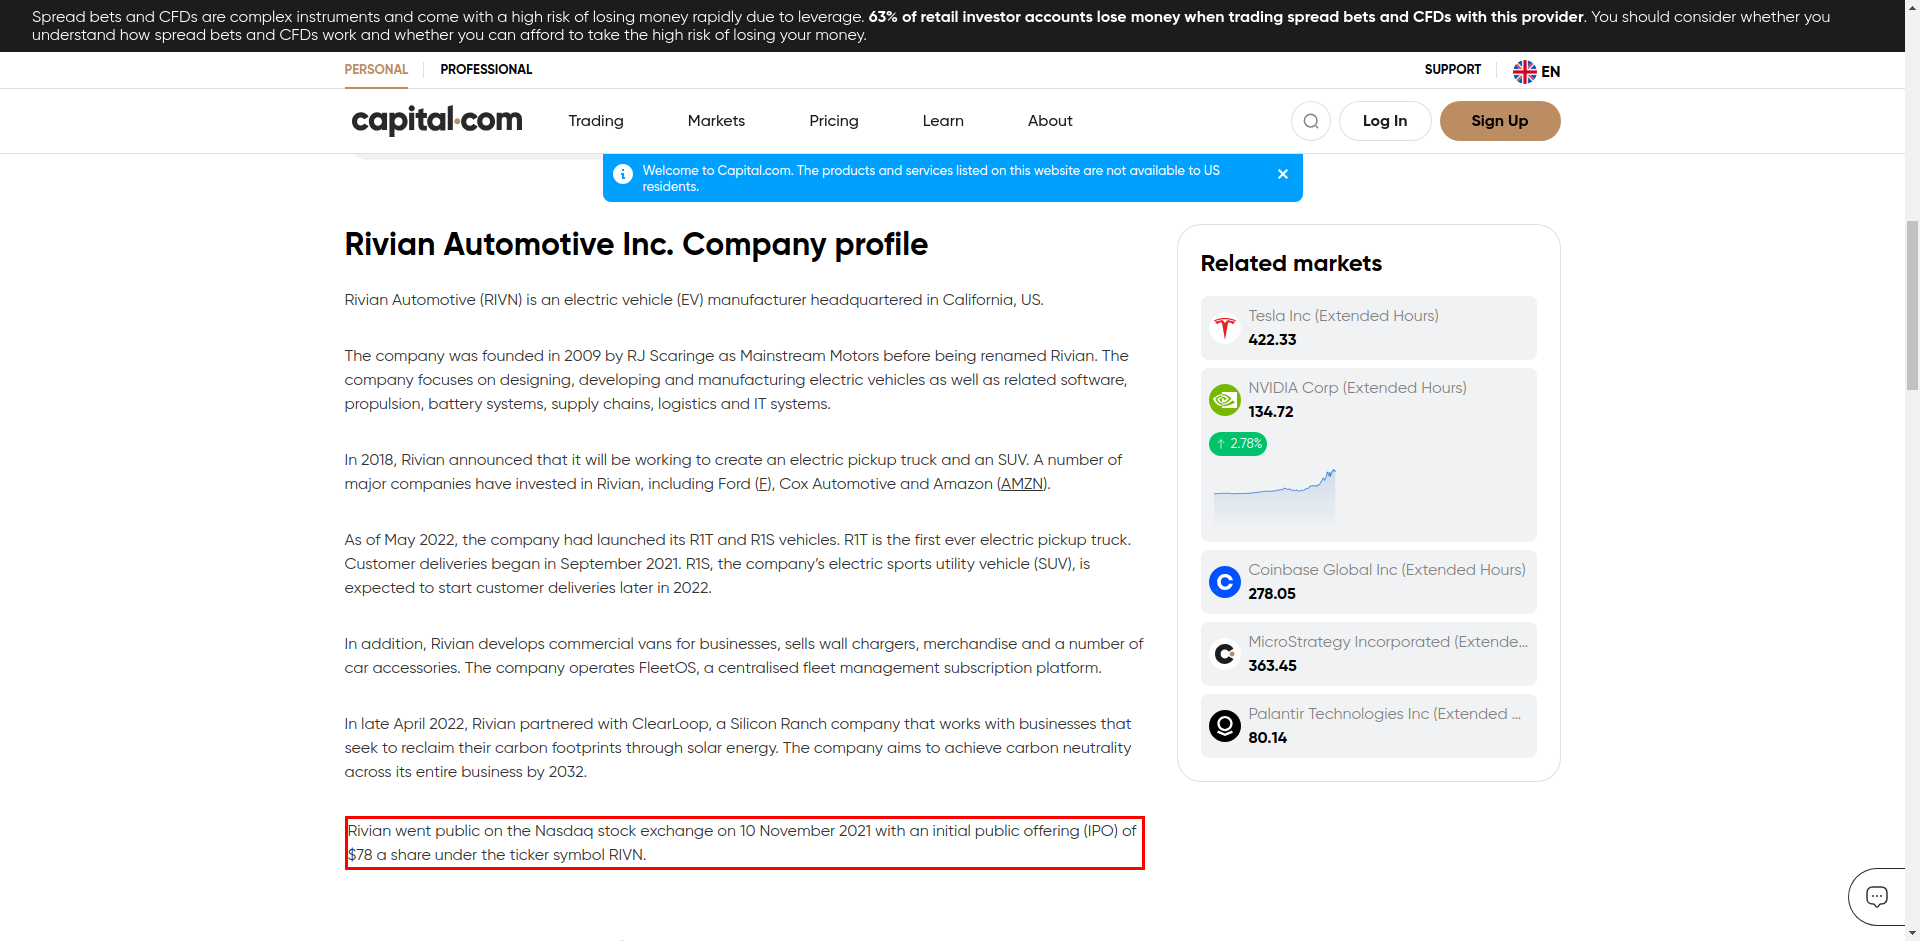 Spread bets and CFDs are complex instruments and come with a high risk of losing money rapidly due to leverage. 63% of retail investor accounts lose money when trading spread bets and CFDs with this provider. You should consider whether you
understand how spread bets and CFDs work and whether you can afford to take the high risk of losing your money.
PERSONAL PROFESSIONAL SUPPORT EN
capital.com Trading Markets Pricing Learn About Log In Sign Up
Welcome to Capital.com. The products and services listed on this website are not available to US
residents.
Rivian Automotive Inc. Company profile
Rivian Automotive (RIVN) is an electric vehicle (EV) manufacturer headquartered in California, US.
The company was founded in 2009 by RJ Scaringe as Mainstream Motors before being renamed Rivian. The
company focuses on designing, developing and manufacturing electric vehicles as well as related software,
propulsion, battery systems, supply chains, logistics and IT systems.
In 2018, Rivian announced that it will be working to create an electric pickup truck and an SUV. A number of
major companies have invested in Rivian, including Ford (F), Cox Automotive and Amazon (AMZN).
As of May 2022, the company had launched its R1T and R1S vehicles. R1T is the first ever electric pickup truck.
Customer deliveries began in September 2021. R1S, the company’s electric sports utility vehicle (SUV), is
expected to start customer deliveries later in 2022.
In addition, Rivian develops commercial vans for businesses, sells wall chargers, merchandise and a number of
car accessories. The company operates FleetOS, a centralised fleet management subscription platform.
In late April 2022, Rivian partnered with ClearLoop, a Silicon Ranch company that works with businesses that
seek to reclaim their carbon footprints through solar energy. The company aims to achieve carbon neutrality
across its entire business by 2032.
Rivian went public on the Nasdaq stock exchange on 10 November 2021 with an initial public offering (IPO) of
$78 a share under the ticker symbol RIVN.
Related markets
Tesla Inc (Extended Hours)
422.33
NVIDIA Corp (Extended Hours)
134.72
↑ 2.78%
Coinbase Global Inc (Extended Hours)
278.05
MicroStrategy Incorporated (Extende...
363.45
Palantir Technologies Inc (Extended ...
80.14